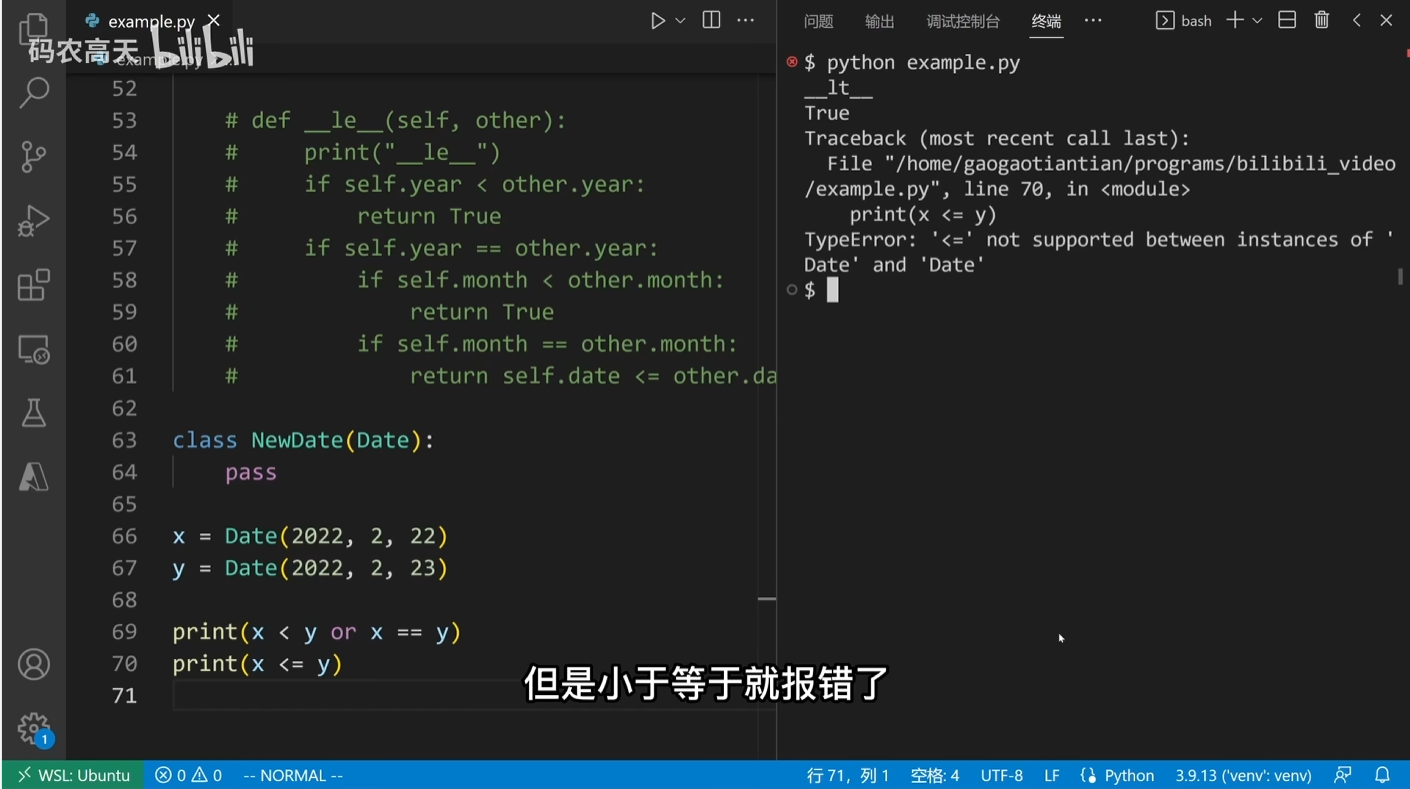 example.py
码农高天 bilibili
example.py
52
53 # def __le__(self, other):
54 #     print("__le__")
55 #     if self.year < other.year:
56 #         return True
57 #     if self.year == other.year:
58 #         if self.month < other.month:
59 #             return True
60 #         if self.month == other.month:
61 #             return self.date <= other.da
62
63 class NewDate(Date):
64     pass
65
66 x = Date(2022, 2, 22)
67 y = Date(2022, 2, 23)
68
69 print(x < y or x == y)
70 print(x <= y)
71
问题 输出 调试控制台 终端 ··· bash
$ python example.py
__lt__
True
Traceback (most recent call last):
  File "/home/gaogaotiantian/programs/bilibili_video
/example.py", line 70, in <module>
    print(x <= y)
TypeError: '<=' not supported between instances of '
Date' and 'Date'
$
但是小于等于就报错了
1
WSL: Ubuntu 0 0 -- NORMAL -- 行 71，列 1 空格: 4 UTF-8 LF Python 3.9.13 ('venv': venv)